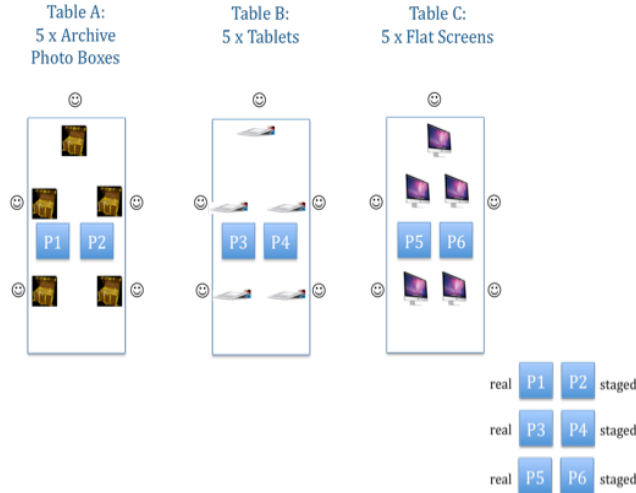 Table A:
5 x Archive
Photo Boxes
Table B:
5 x Tablets
Table C:
5 x Flat Screens
P1 P2
P3 P4
P5 P6
real P1 P2 staged
real P3 P4 staged
real P5 P6 staged